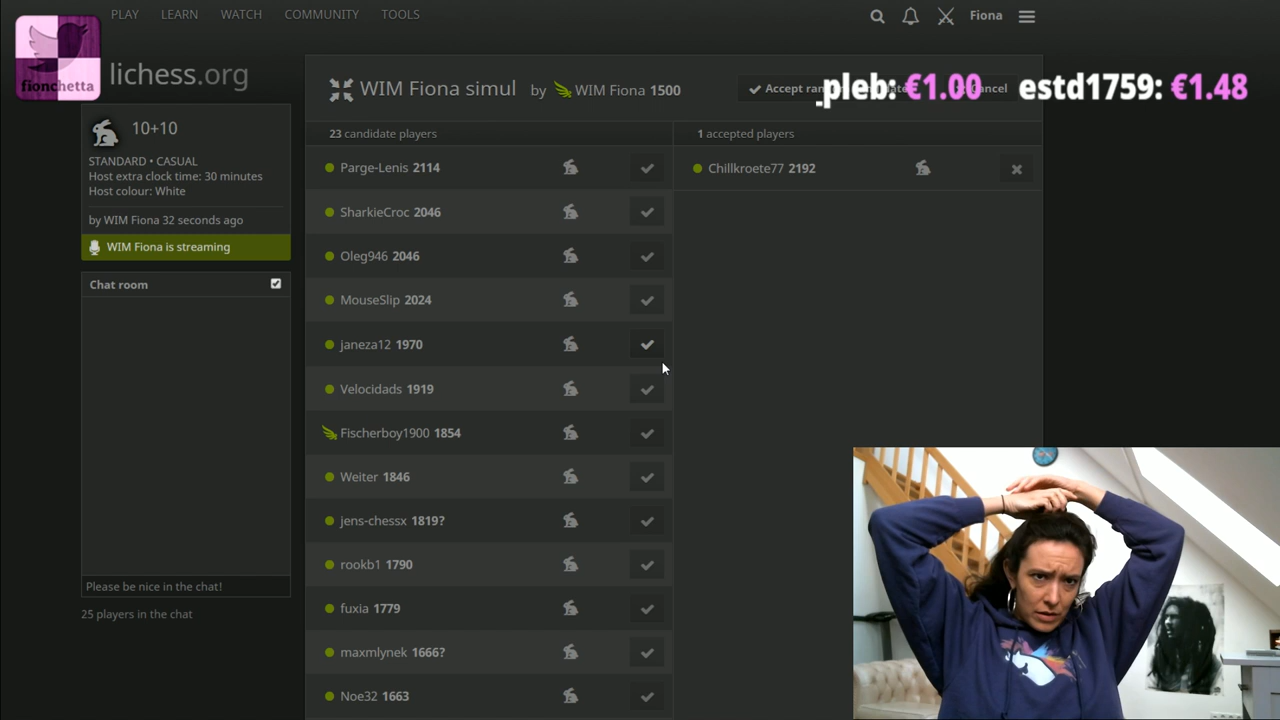 PLAY LEARN WATCH COMMUNITY TOOLS Fiona
fionchetta
lichess.org
10+10
STANDARD • CASUAL
Host extra clock time: 30 minutes
Host colour: White
by WIM Fiona 32 seconds ago
WIM Fiona is streaming
Chat room
Please be nice in the chat!
25 players in the chat
WIM Fiona simul by WIM Fiona 1500
Accept
_pleb: €1.00 estd1759: €1.48
23 candidate players
1 accepted players
Parge-Lenis 2114
Chillkroete77 2192
SharkieCroc 2046
Oleg946 2046
MouseSlip 2024
janeza12 1970
Velocidads 1919
Fischerboy1900 1854
Weiter 1846
jens-chessx 1819?
rookb1 1790
fuxia 1779
maxmlynek 1666?
Noe32 1663